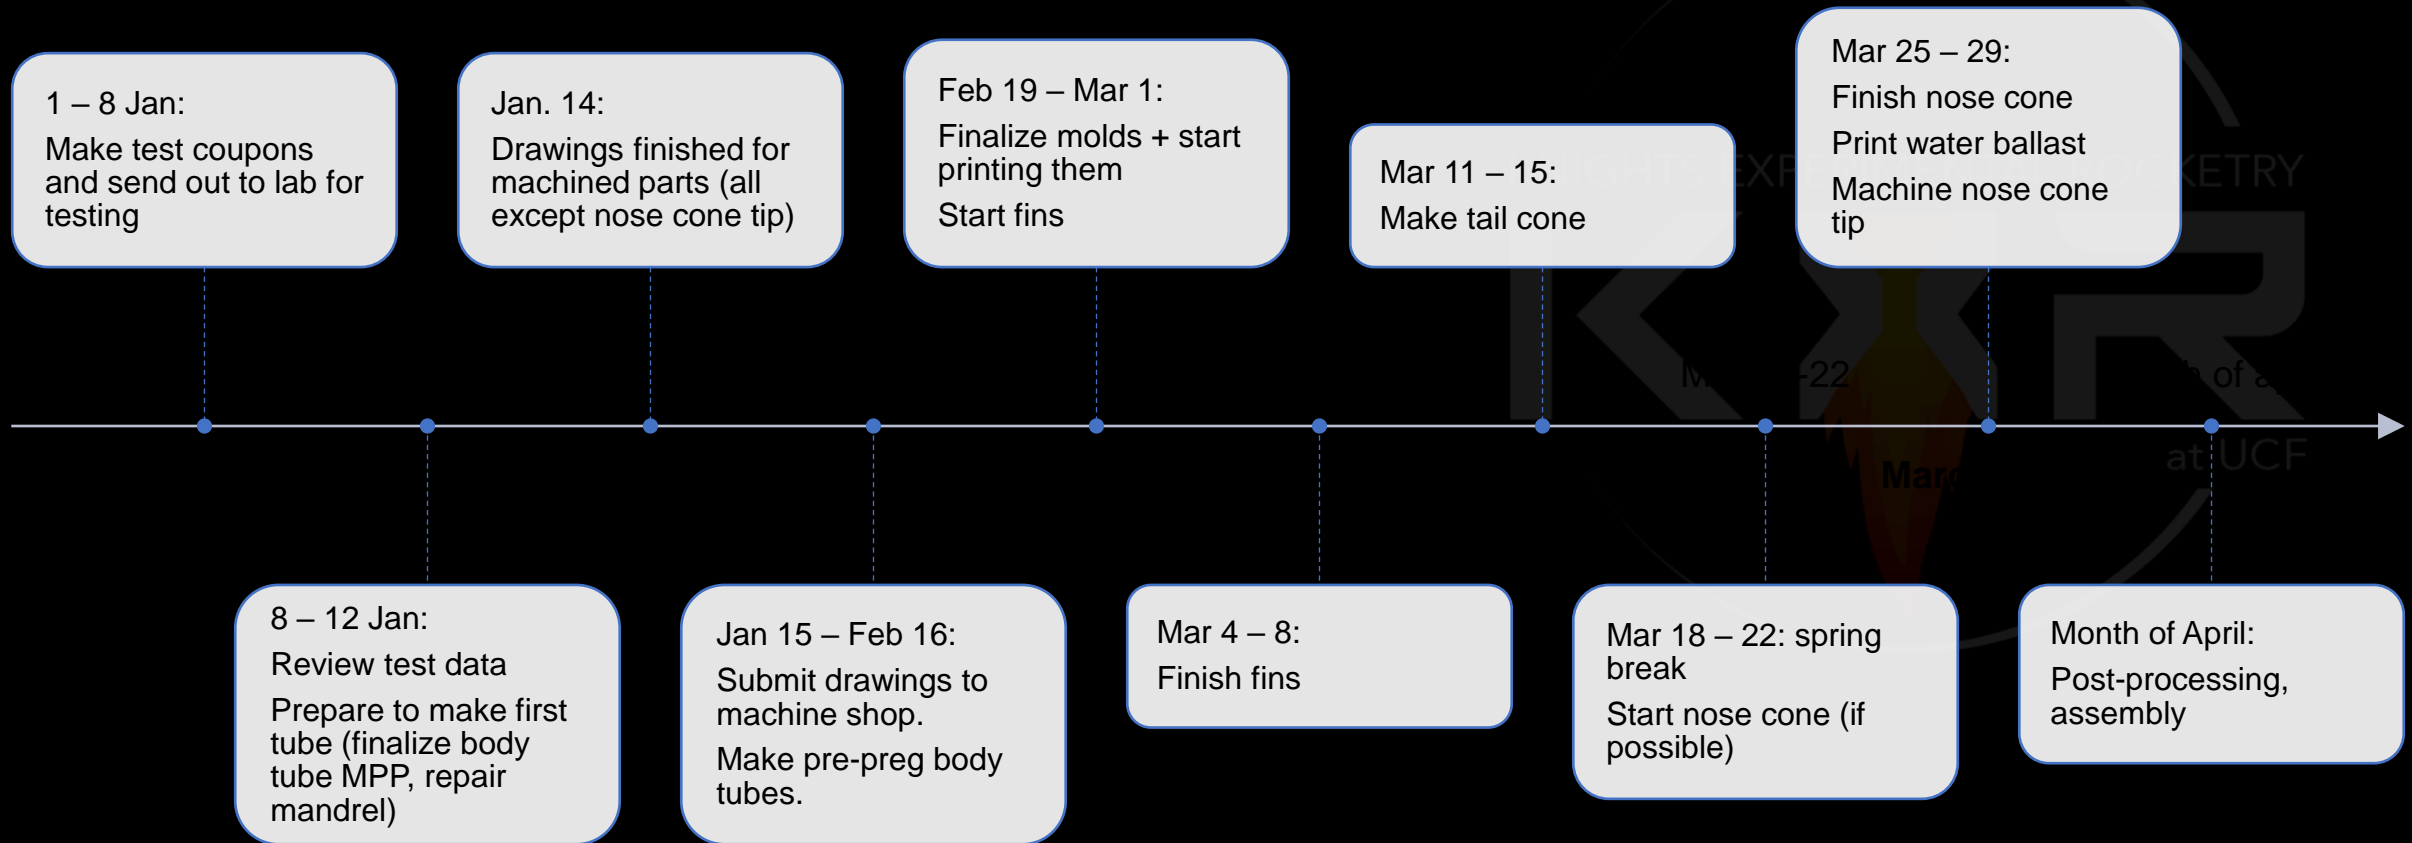 1 – 8 Jan:
Make test coupons
and send out to lab for
testing
8 – 12 Jan:
Review test data
Prepare to make first
tube (finalize body
tube MPP, repair
mandrel)
Jan. 14:
Drawings finished for
machined parts (all
except nose cone tip)
Jan 15 – Feb 16:
Submit drawings to
machine shop.
Make pre-preg body
tubes.
Feb 19 – Mar 1:
Finalize molds + start
printing them
Start fins
Mar 4 – 8:
Finish fins
Mar 11 – 15:
Make tail cone
Mar 18 – 22: spring
break
Start nose cone (if
possible)
Mar 25 – 29:
Finish nose cone
Print water ballast
Machine nose cone
tip
Month of April:
Post-processing,
assembly
KXR
at UCF